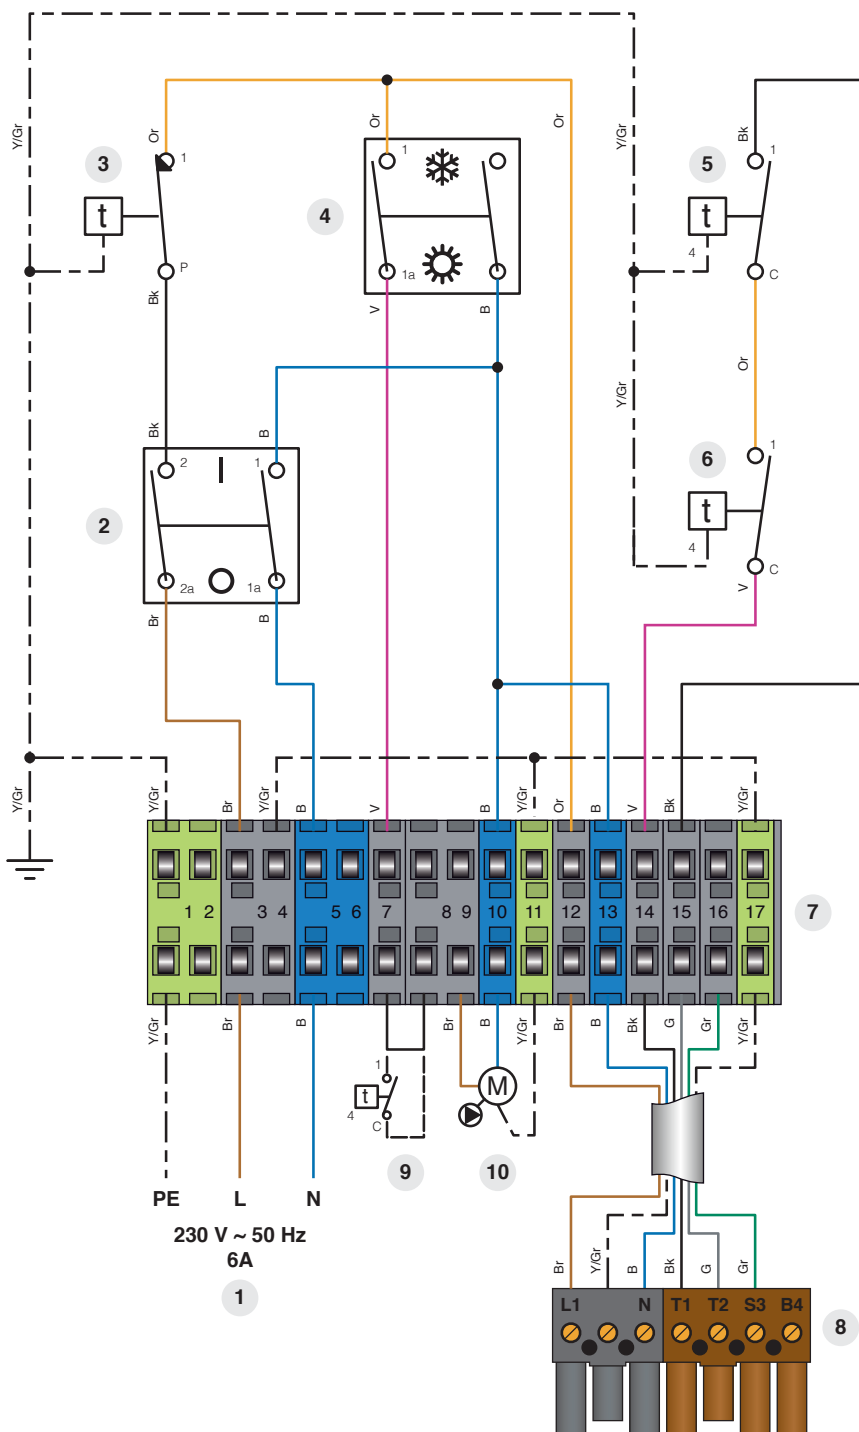 Y/Gr
Or
Or
Or
Y/Gr
Bk
3
1
t
P
Bk
4
1
1a
V
B
5
1
t
4
C
Or
Y/Gr
Bk
B
2
2
1
I
2a
1a
Br
B
6
1
t
4
C
V
Y/Gr
Y/Gr
Br
Y/Gr
B
V
B
Y/Gr
Or
B
V
Bk
Y/Gr
1 2 3 4 5 6 7 8 9 10 11 12 13 14 15 16 17
7
Y/Gr
Br
B
Br
B
Y/Gr
Br
B
Bk
G
Gr
Y/Gr
1
t
4
C
M
9
10
PE L N
230 V ~ 50 Hz
6A
1
Br
Y/Gr
B
Bk
G
Gr
L1 N T1 T2 S3 B4
8